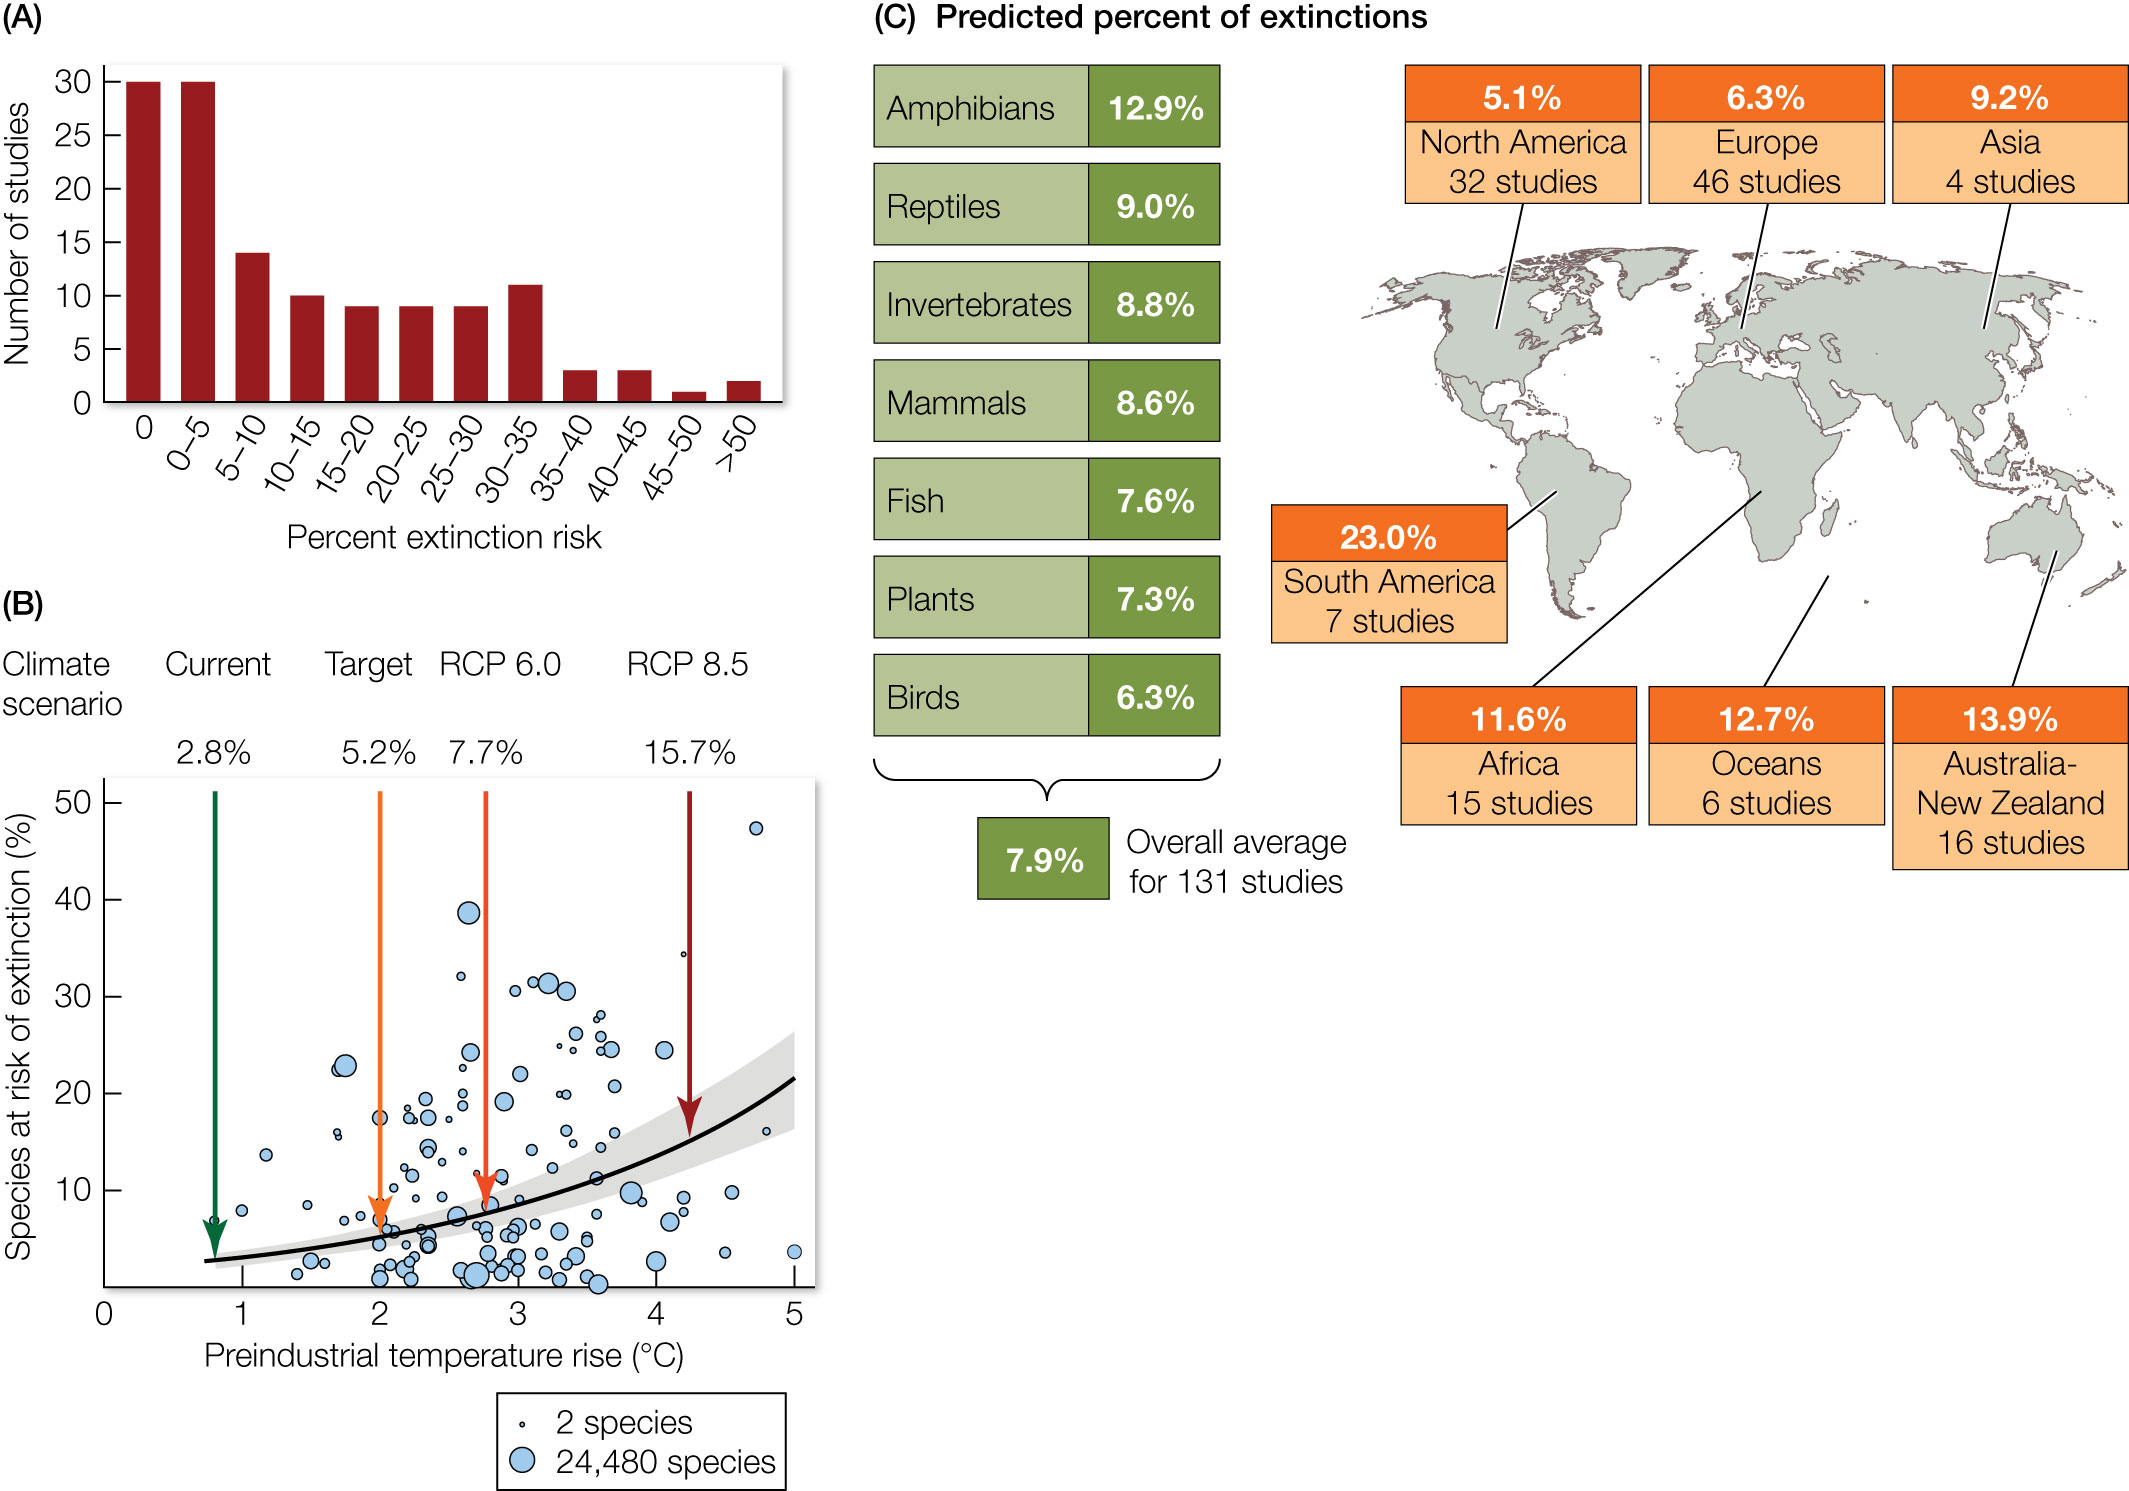 (A)
30
25
20
15
10
5
0
Number of studies
0
0–5
5–10
10–15
15–20
20–25
25–30
30–35
35–40
40–45
45–50
>50
Percent extinction risk
(B)
Climate
scenario
Current
Target
RCP 6.0
RCP 8.5
2.8%
5.2%
7.7%
15.7%
50
40
30
20
10
Species at risk of extinction (%)
0
1
2
3
4
5
Preindustrial temperature rise (°C)
2 species
24,480 species
(C) Predicted percent of extinctions
Amphibians 12.9%
Reptiles 9.0%
Invertebrates 8.8%
Mammals 8.6%
Fish 7.6%
Plants 7.3%
Birds 6.3%
7.9%
Overall average
for 131 studies
5.1%
North America
32 studies
6.3%
Europe
46 studies
9.2%
Asia
4 studies
23.0%
South America
7 studies
11.6%
Africa
15 studies
12.7%
Oceans
6 studies
13.9%
Australia-
New Zealand
16 studies